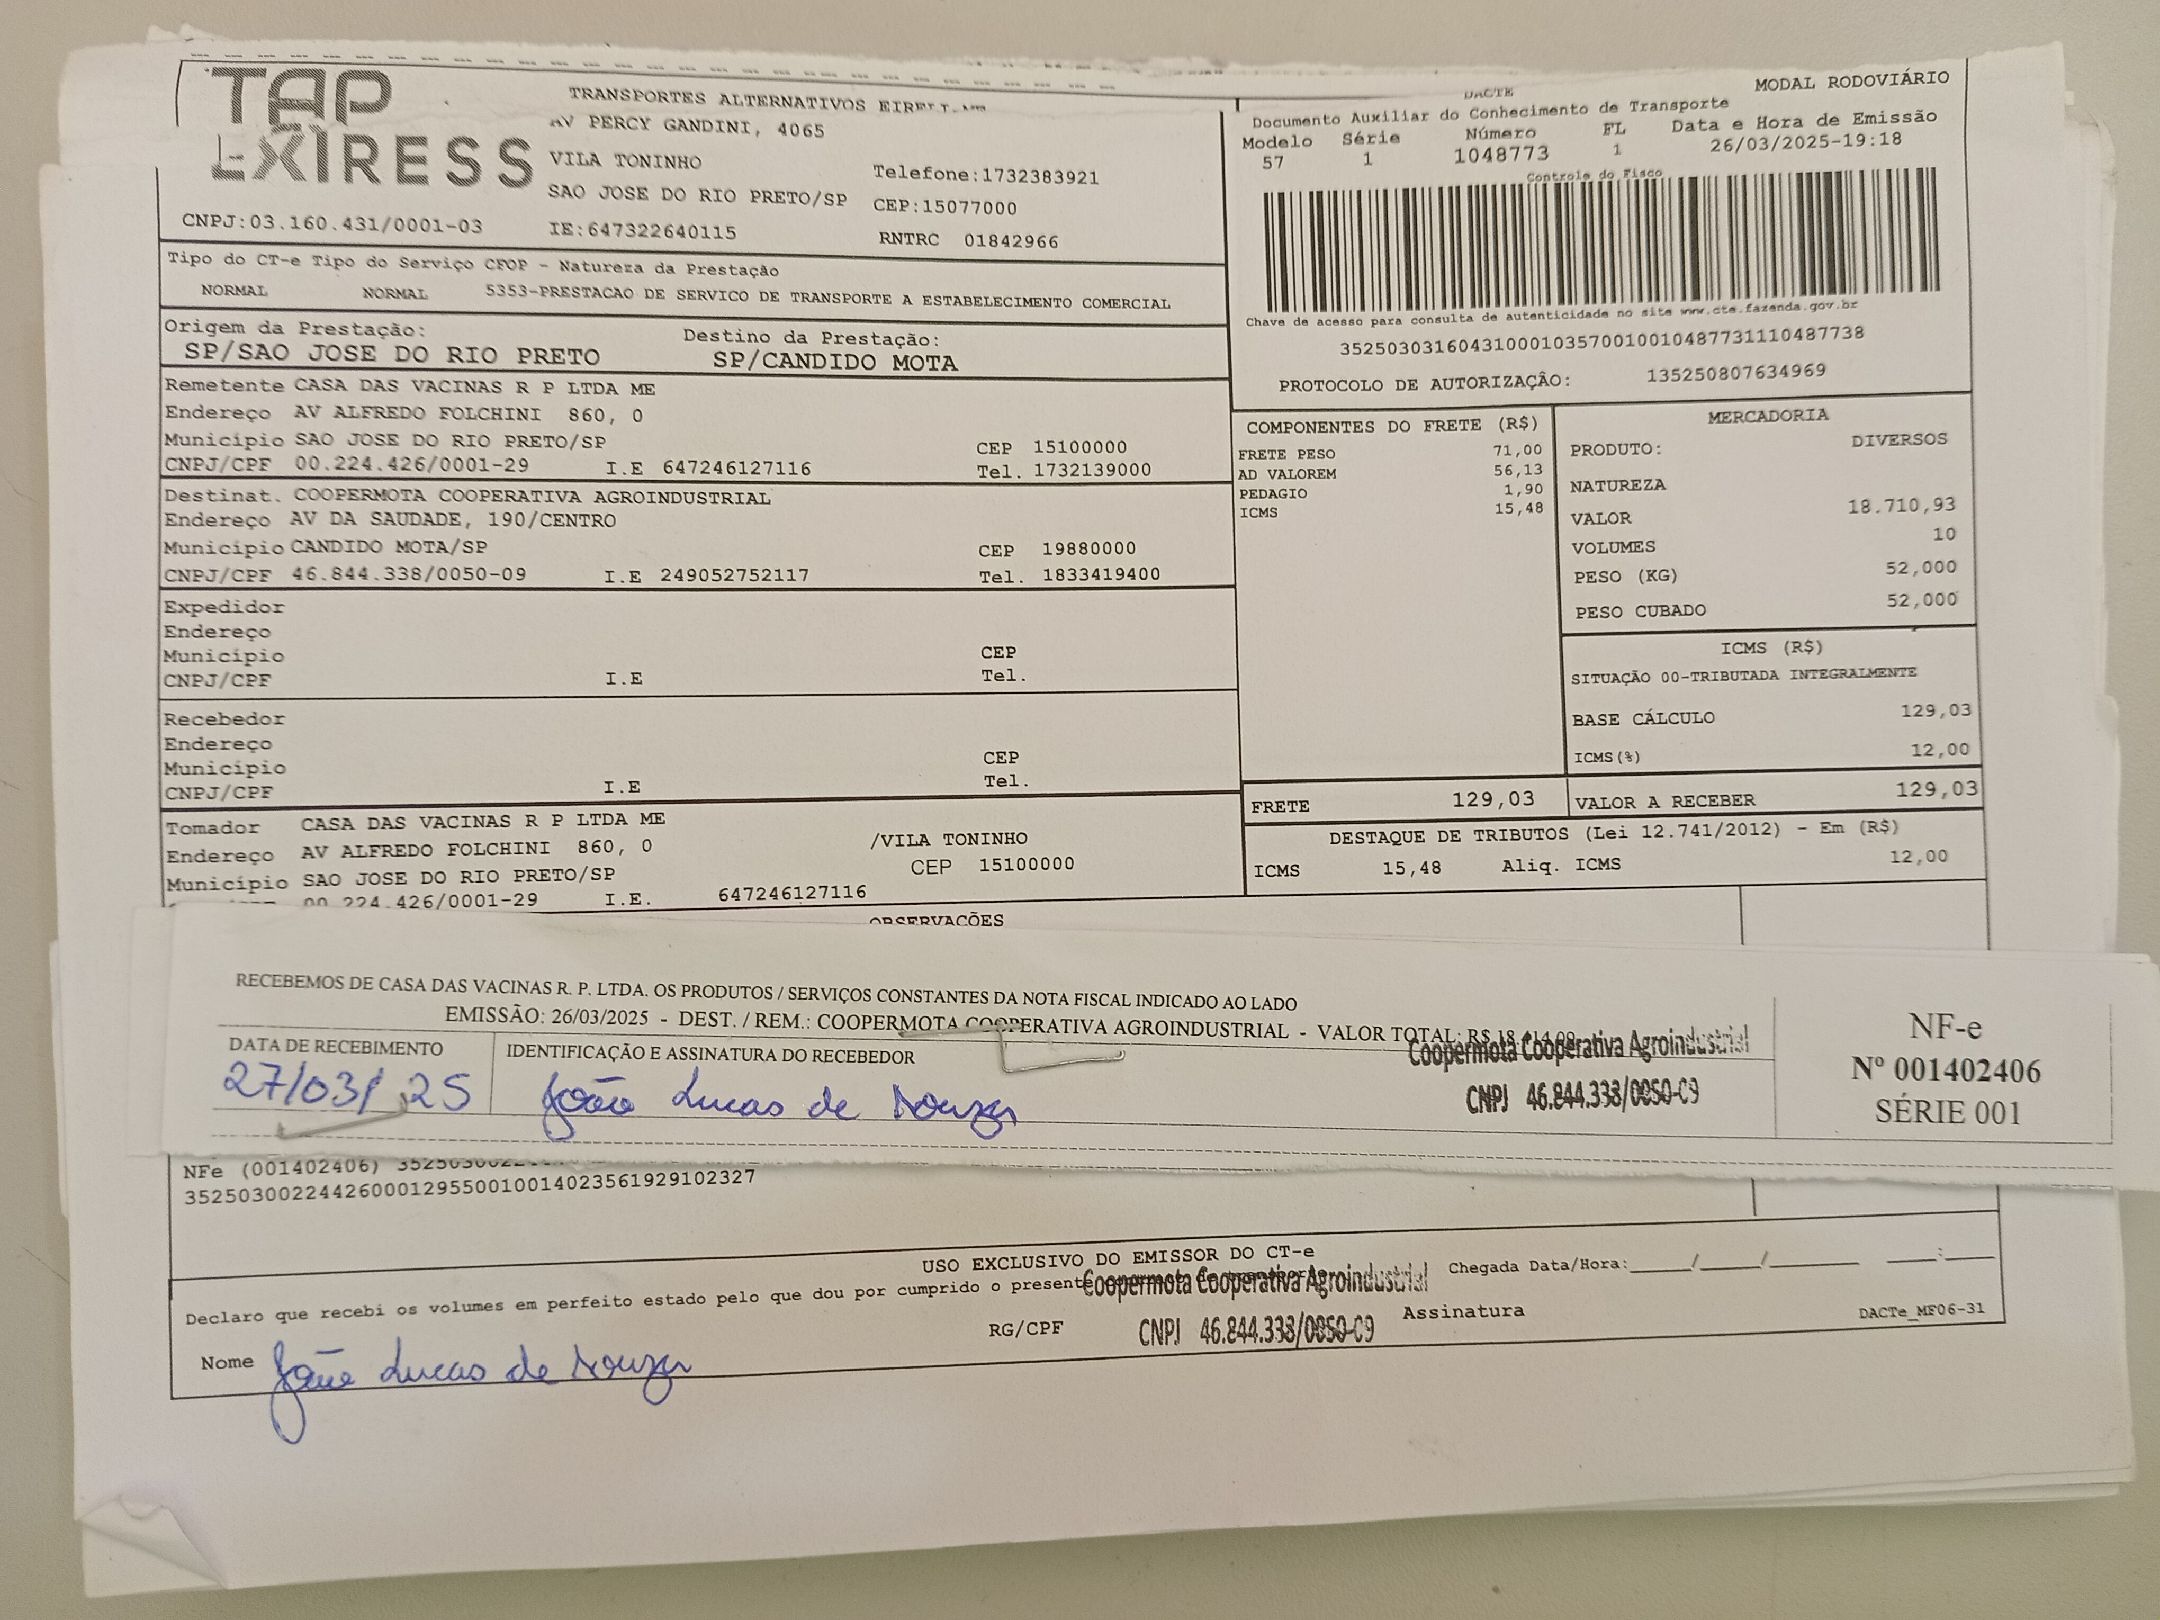 TAP
EXPRESS
TRANSPORTES ALTERNATIVOS EIRELI
AV PERCY GANDINI, 4065
VILA TONINHO
Telefone:1732383921
SAO JOSE DO RIO PRETO/SP
CEP:15077000
CNPJ:03.160.431/0001-03
IE:647322640115
RNTRC 01842966
DACTE
MODAL RODOVIÁRIO
Documento Auxiliar do Conhecimento de Transporte
Modelo Série Número FL Data e Hora de Emissão
57 1 1048773 1 26/03/2025-19:18
Controle do Fisco
Chave de acesso para consulta de autenticidade no site www.cte.fazenda.gov.br
35250303160431000103570010010487731110487738
PROTOCOLO DE AUTORIZAÇÃO: 135250807634969
Tipo do CT-e Tipo do Serviço CFOP - Natureza da Prestação
NORMAL NORMAL 5353-PRESTACAO DE SERVICO DE TRANSPORTE A ESTABELECIMENTO COMERCIAL
Origem da Prestação: Destino da Prestação:
SP/SAO JOSE DO RIO PRETO SP/CANDIDO MOTA
Remetente CASA DAS VACINAS R P LTDA ME
Endereço AV ALFREDO FOLCHINI 860, 0
Município SAO JOSE DO RIO PRETO/SP CEP 15100000
CNPJ/CPF 00.224.426/0001-29 I.E 647246127116 Tel. 1732139000
Destinat. COOPERMOTA COOPERATIVA AGROINDUSTRIAL
Endereço AV DA SAUDADE, 190/CENTRO
Município CANDIDO MOTA/SP CEP 19880000
CNPJ/CPF 46.844.338/0050-09 I.E 249052752117 Tel. 1833419400
Expedidor
Endereço
Município CEP
CNPJ/CPF I.E Tel.
Recebedor
Endereço
Município CEP
CNPJ/CPF I.E Tel.
Tomador CASA DAS VACINAS R P LTDA ME
Endereço AV ALFREDO FOLCHINI 860, 0 /VILA TONINHO
Município SAO JOSE DO RIO PRETO/SP CEP 15100000
00.224.426/0001-29 I.E. 647246127116
COMPONENTES DO FRETE (R$)
FRETE PESO 71,00
AD VALOREM 56,13
PEDAGIO 1,90
ICMS 15,48
MERCADORIA
PRODUTO: DIVERSOS
NATUREZA
VALOR 18.710,93
VOLUMES 10
PESO (KG) 52,000
PESO CUBADO 52,000
ICMS (R$)
SITUAÇÃO 00-TRIBUTADA INTEGRALMENTE
BASE CÁLCULO 129,03
ICMS(%) 12,00
FRETE 129,03 VALOR A RECEBER 129,03
DESTAQUE DE TRIBUTOS (Lei 12.741/2012) - Em (R$)
ICMS 15,48 Aliq. ICMS 12,00
OBSERVAÇÕES
RECEBEMOS DE CASA DAS VACINAS R. P. LTDA. OS PRODUTOS / SERVIÇOS CONSTANTES DA NOTA FISCAL INDICADO AO LADO
EMISSÃO: 26/03/2025 - DEST. / REM.: COOPERMOTA COOPERATIVA AGROINDUSTRIAL - VALOR TOTAL: R$
DATA DE RECEBIMENTO IDENTIFICAÇÃO E ASSINATURA DO RECEBEDOR
27/03/25 João Lucas de Souza
Coopermota Cooperativa Agroindustrial
CNPJ 46.844.338/0050-09
NF-e
Nº 001402406
SÉRIE 001
NFe (001402406)
35250300224426000129550010014023561929102327
USO EXCLUSIVO DO EMISSOR DO CT-e
Declaro que recebi os volumes em perfeito estado pelo que dou por cumprido o presente
Coopermota Cooperativa Agroindustrial
CNPJ 46.844.338/0050-09
Chegada Data/Hora:_____/_____/_______ ____:____
RG/CPF Assinatura
DACTe_MF06-31
Nome João Lucas de Souza